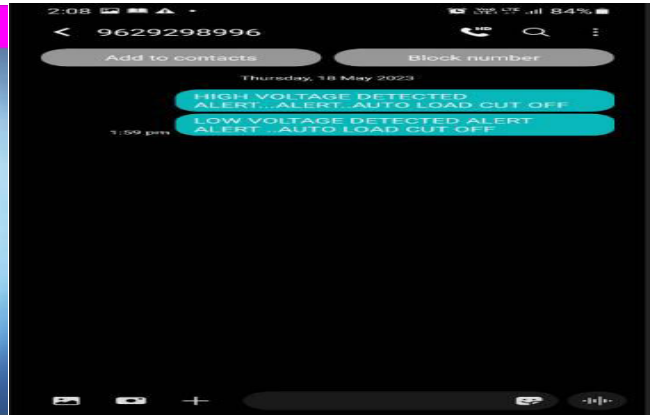 2:08 84%
9629298996
Add to contacts Block number
Thursday, 18 May 2023
HIGH VOLTAGE DETECTED
ALERT...ALERT..AUTO LOAD CUT OFF
LOW VOLTAGE DETECTED ALERT
1:59 pm ALERT ..AUTO LOAD CUT OFF